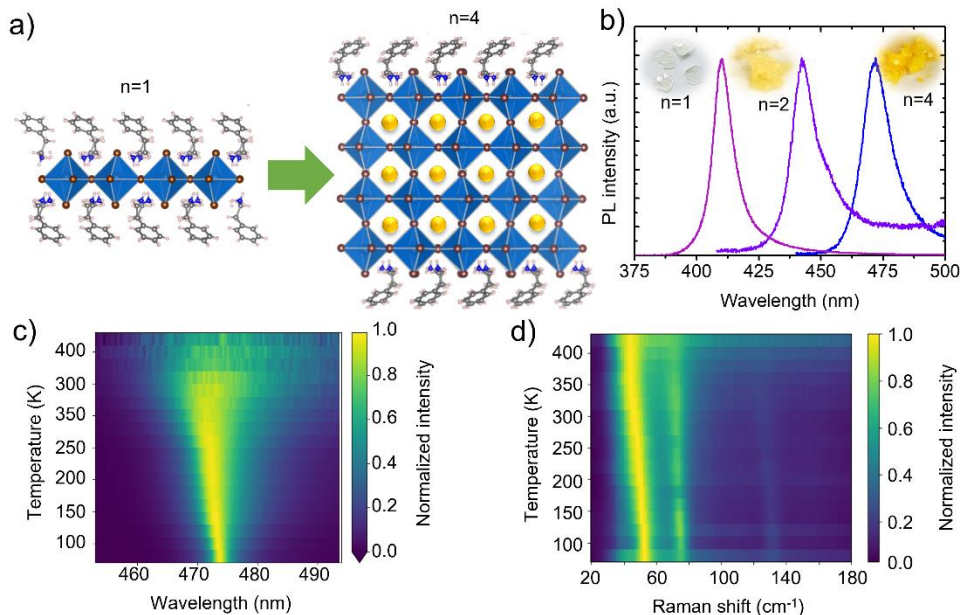 a)
n=1
n=4
b)
PL intensity (a.u.)
n=1
n=2
n=4
375 400 425 450 475 500
Wavelength (nm)
c)
Temperature (K)
400
300
350
250
200
150
100
460 470 480 490
Wavelength (nm)
1.0
0.8
0.6
0.4
0.2
0.0
Normalized intensity
d)
Temperature (K)
400
350
300
250
200
150
100
20 60 100 140 180
Raman shift (cm⁻¹)
1.0
0.8
0.6
0.4
0.2
0.0
Normalized intensity